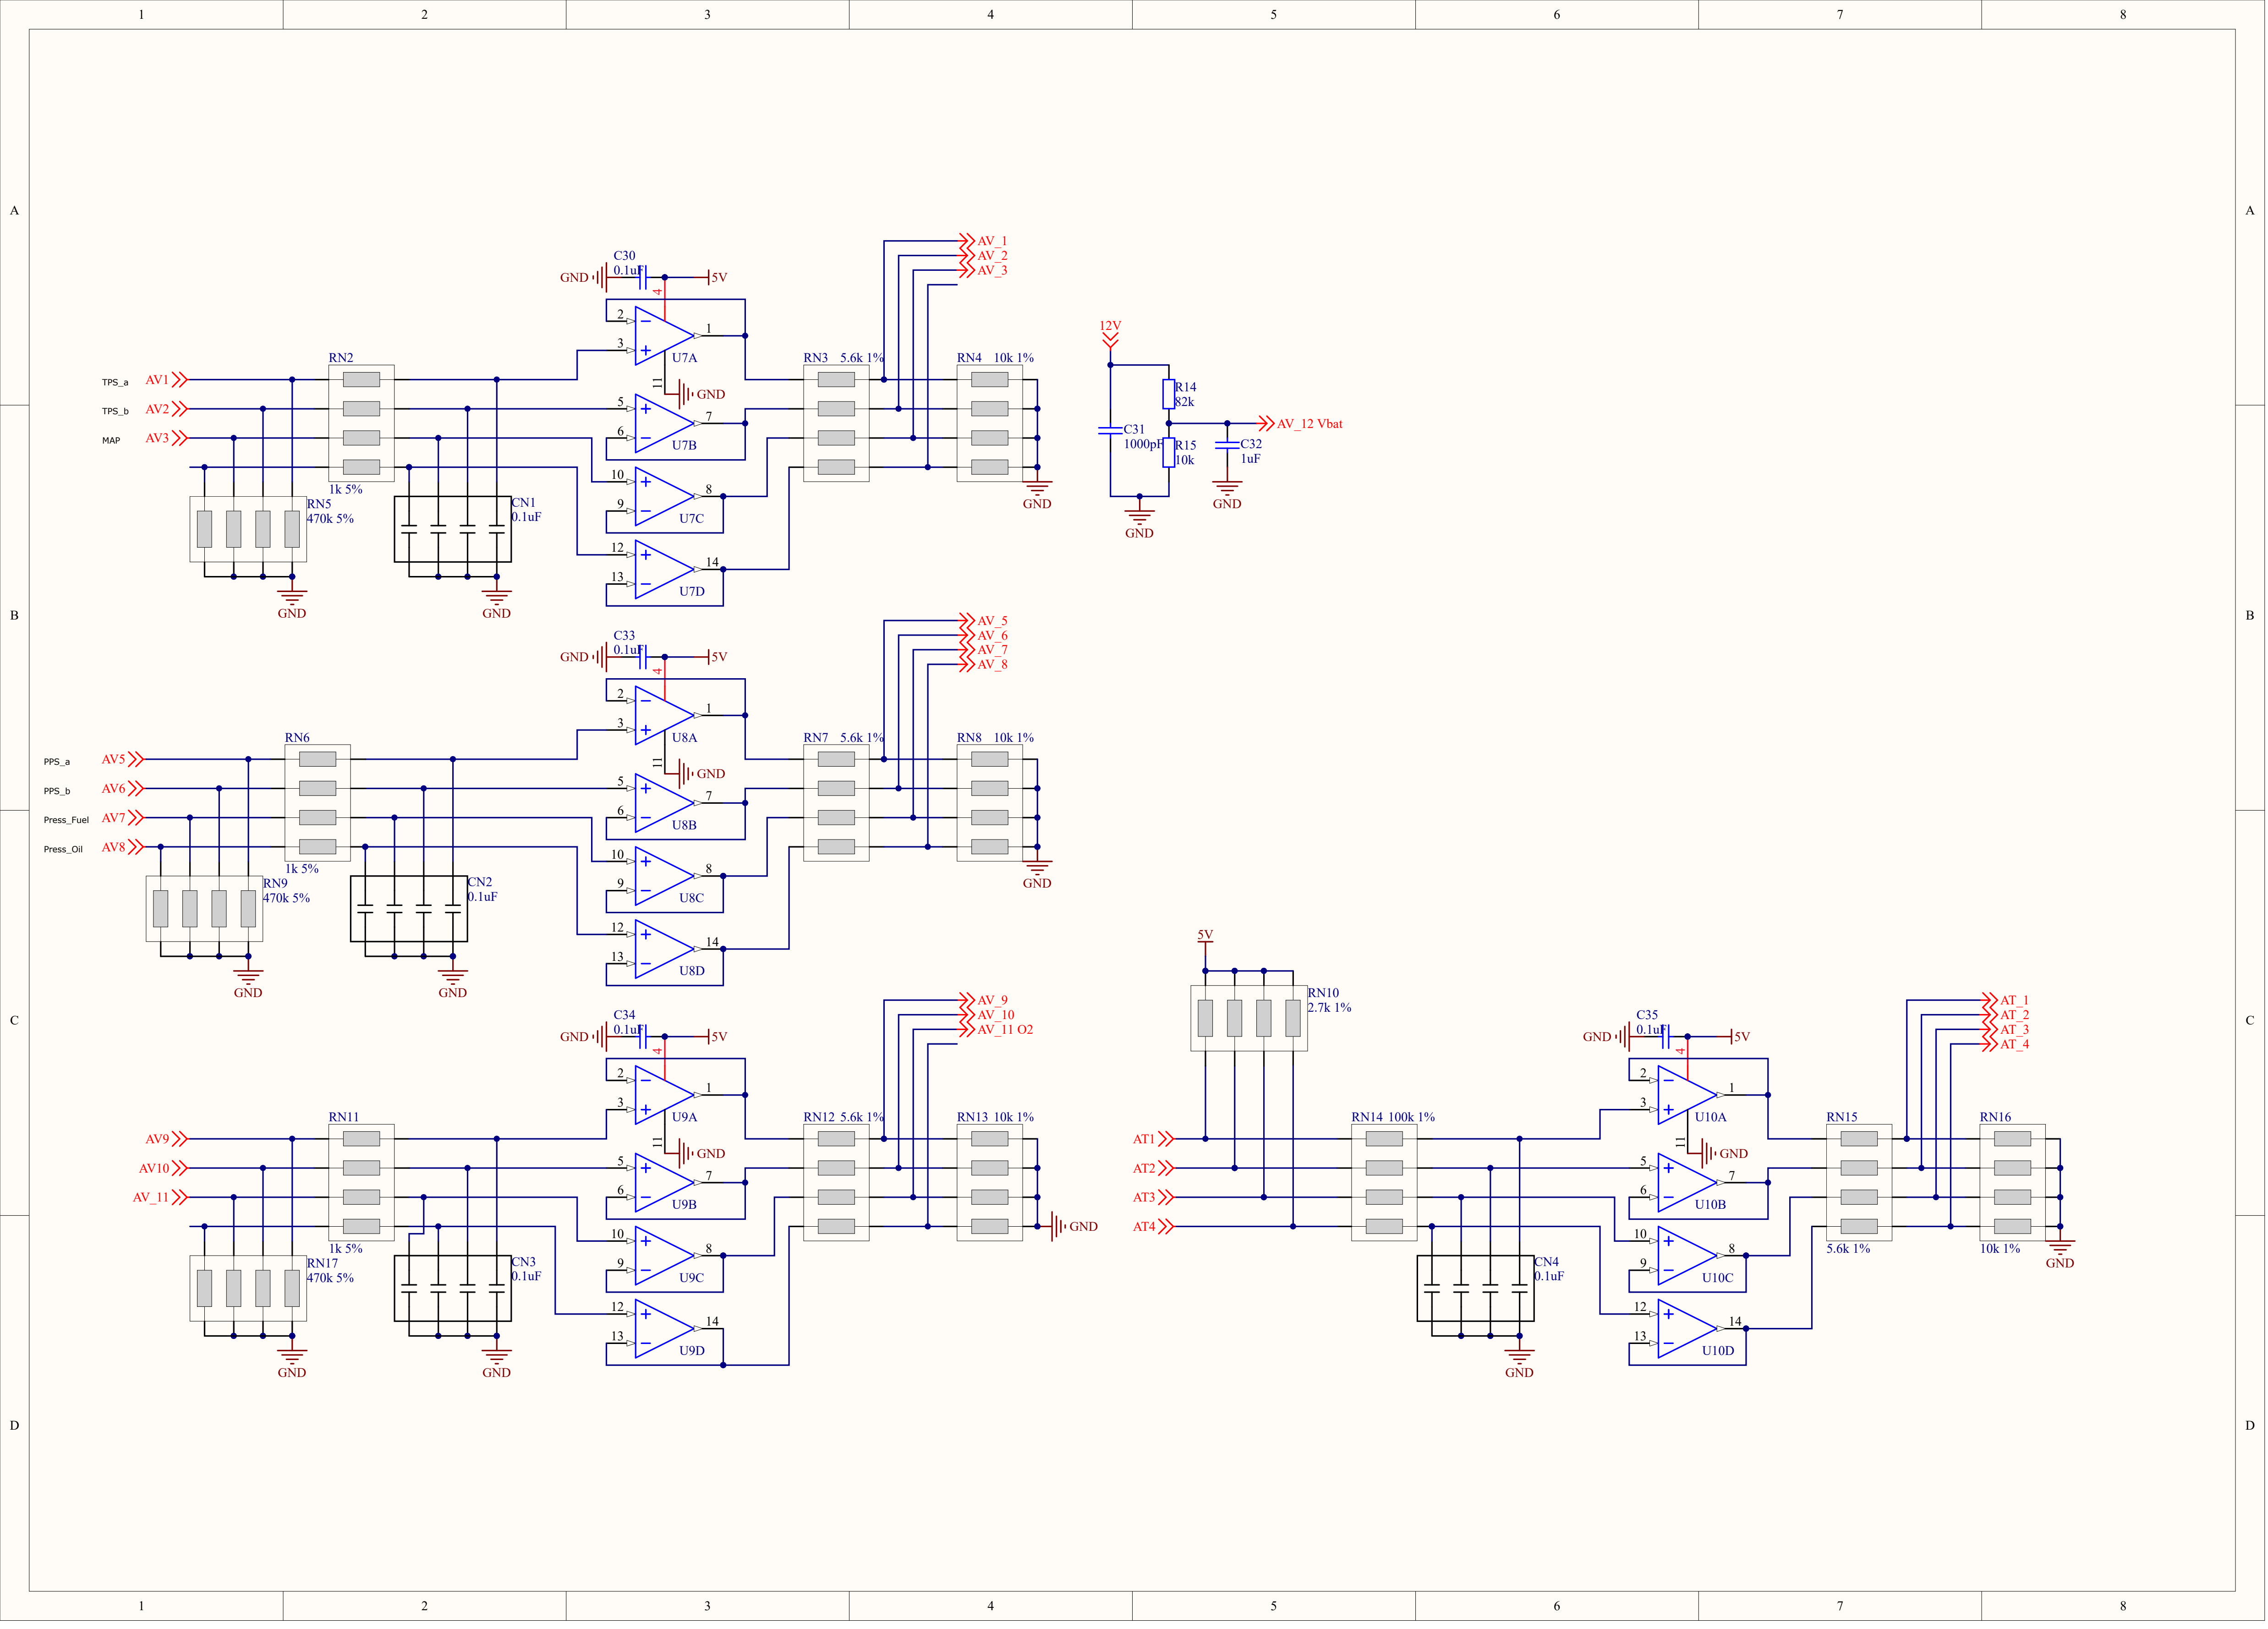 1 2 3 4 5 6 7 8
A A
B B
C C
D D
C30
GND 0.1uF 5V
4
2
1
3
U7A
11
GND
5
7
6
U7B
10
8
9
U7C
12
14
13
U7D
AV_1
AV_2
AV_3
RN2
TPS_a AV1
TPS_b AV2
MAP AV3
1k 5%
RN5
470k 5%
GND
CN1
0.1uF
GND
RN3 5.6k 1%
RN4 10k 1%
GND
12V
R14
82k
AV_12 Vbat
C31
1000pF
R15
10k
C32
1uF
GND
GND
C33
GND 0.1uF 5V
4
2
1
3
U8A
11
GND
5
7
6
U8B
10
8
9
U8C
12
14
13
U8D
AV_5
AV_6
AV_7
AV_8
RN6
PPS_a AV5
PPS_b AV6
Press_Fuel AV7
Press_Oil AV8
1k 5%
RN9
470k 5%
GND
CN2
0.1uF
GND
RN7 5.6k 1%
RN8 10k 1%
GND
C34
GND 0.1uF 5V
4
2
1
3
U9A
11
GND
5
7
6
U9B
10
8
9
U9C
12
14
13
U9D
AV_9
AV_10
AV_11 O2
RN11
AV9
AV10
AV_11
1k 5%
RN17
470k 5%
GND
CN3
0.1uF
GND
RN12 5.6k 1%
RN13 10k 1%
GND
5V
RN10
2.7k 1%
AT1
AT2
AT3
AT4
RN14 100k 1%
CN4
0.1uF
GND
C35
GND 0.1uF 5V
4
2
1
3
U10A
11
GND
5
7
6
U10B
10
8
9
U10C
12
14
13
U10D
AT_1
AT_2
AT_3
AT_4
RN15
5.6k 1%
RN16
10k 1%
GND
1 2 3 4 5 6 7 8